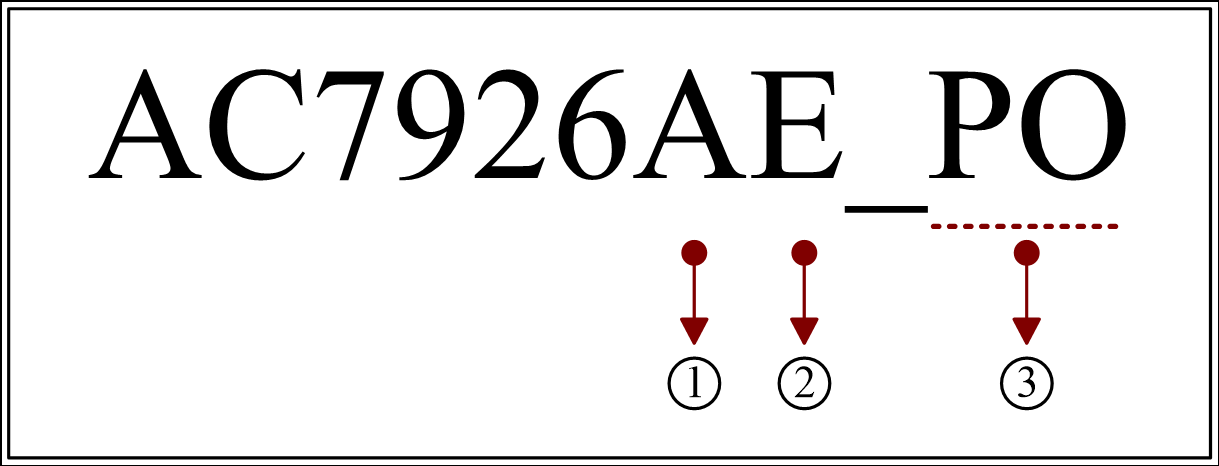 AC7926AE_PO
① ② ③